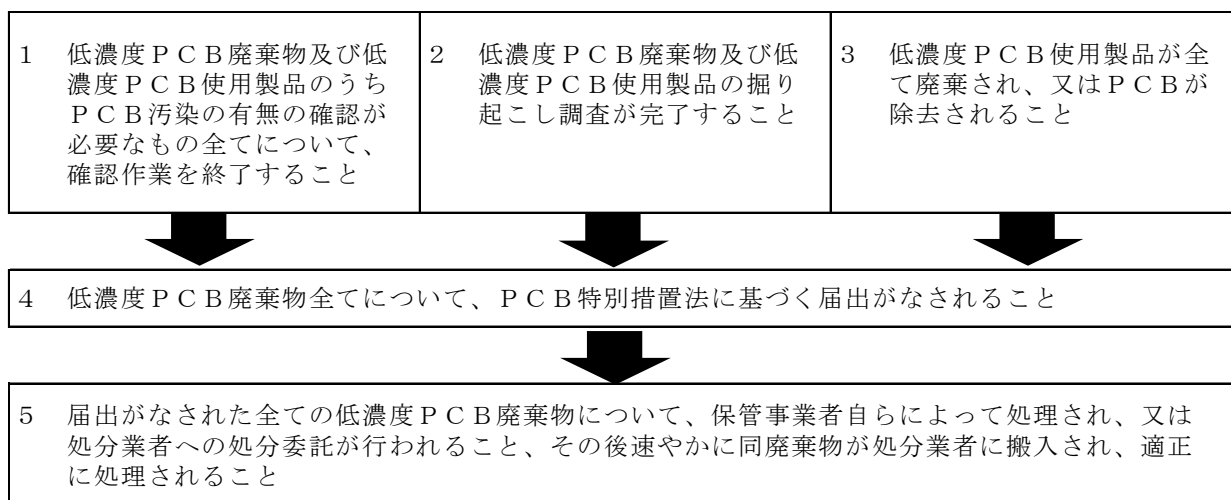 1 低濃度ＰＣＢ廃棄物及び低
濃度ＰＣＢ使用製品のうち
ＰＣＢ汚染の有無の確認が
必要なもの全てについて、
確認作業を終了すること
2 低濃度ＰＣＢ廃棄物及び低
濃度ＰＣＢ使用製品の掘り
起こし調査が完了すること
3 低濃度ＰＣＢ使用製品が全
て廃棄され、又はＰＣＢが
除去されること
4 低濃度ＰＣＢ廃棄物全てについて、ＰＣＢ特別措置法に基づく届出がなされること
5 届出がなされた全ての低濃度ＰＣＢ廃棄物について、保管事業者自らによって処理され、又は
処分業者への処分委託が行われること、その後速やかに同廃棄物が処分業者に搬入され、適正
に処理されること